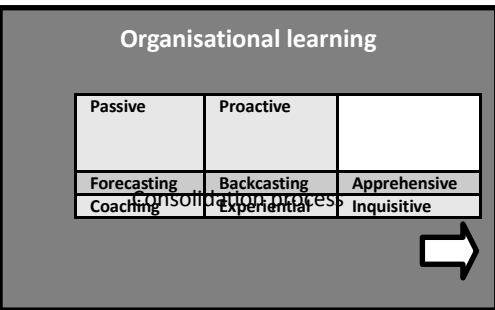 Organisational learning
Passive Proactive
Forecasting Backcasting Apprehensive
Consolidation process
Coaching Experiential Inquisitive